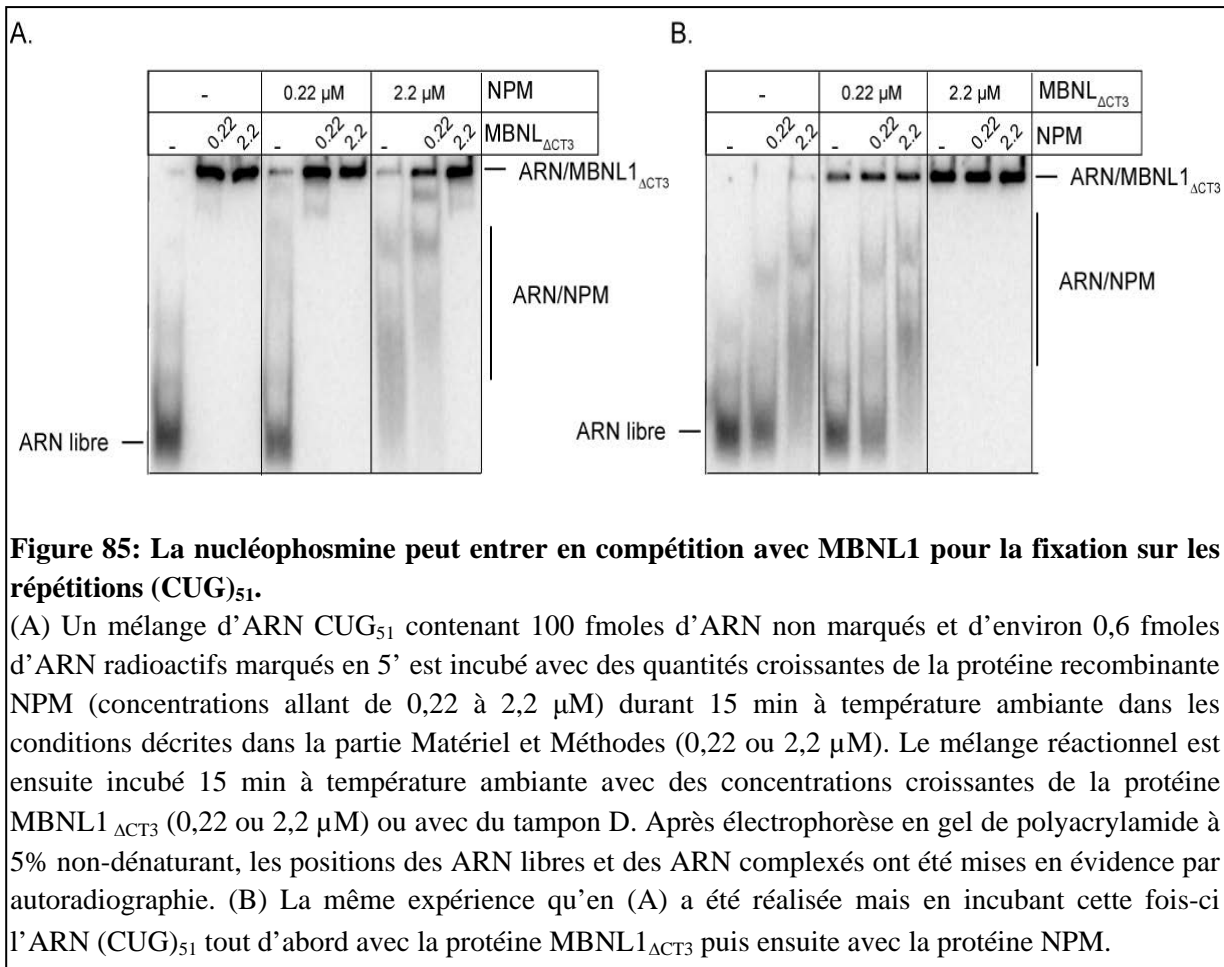 A.
B.
- 0.22 µM 2.2 µM NPM
- 0.22 2.2 - 0.22 2.2 - 0.22 2.2 MBNLΔCT3
ARN/MBNL1ΔCT3
ARN/NPM
ARN libre
- 0.22 µM 2.2 µM MBNLΔCT3
- 0.22 2.2 - 0.22 2.2 - 0.22 2.2 NPM
ARN/MBNL1ΔCT3
ARN/NPM
ARN libre
Figure 85: La nucléophosmine peut entrer en compétition avec MBNL1 pour la fixation sur les
répétitions (CUG)51.
(A) Un mélange d’ARN CUG51 contenant 100 fmoles d’ARN non marqués et d’environ 0,6 fmoles
d’ARN radioactifs marqués en 5’ est incubé avec des quantités croissantes de la protéine recombinante
NPM (concentrations allant de 0,22 à 2,2 µM) durant 15 min à température ambiante dans les
conditions décrites dans la partie Matériel et Méthodes (0,22 ou 2,2 µM). Le mélange réactionnel est
ensuite incubé 15 min à température ambiante avec des concentrations croissantes de la protéine
MBNL1 ΔCT3 (0,22 ou 2,2 µM) ou avec du tampon D. Après électrophorèse en gel de polyacrylamide à
5% non-dénaturant, les positions des ARN libres et des ARN complexés ont été mises en évidence par
autoradiographie. (B) La même expérience qu’en (A) a été réalisée mais en incubant cette fois-ci
l’ARN (CUG)51 tout d’abord avec la protéine MBNL1ΔCT3 puis ensuite avec la protéine NPM.